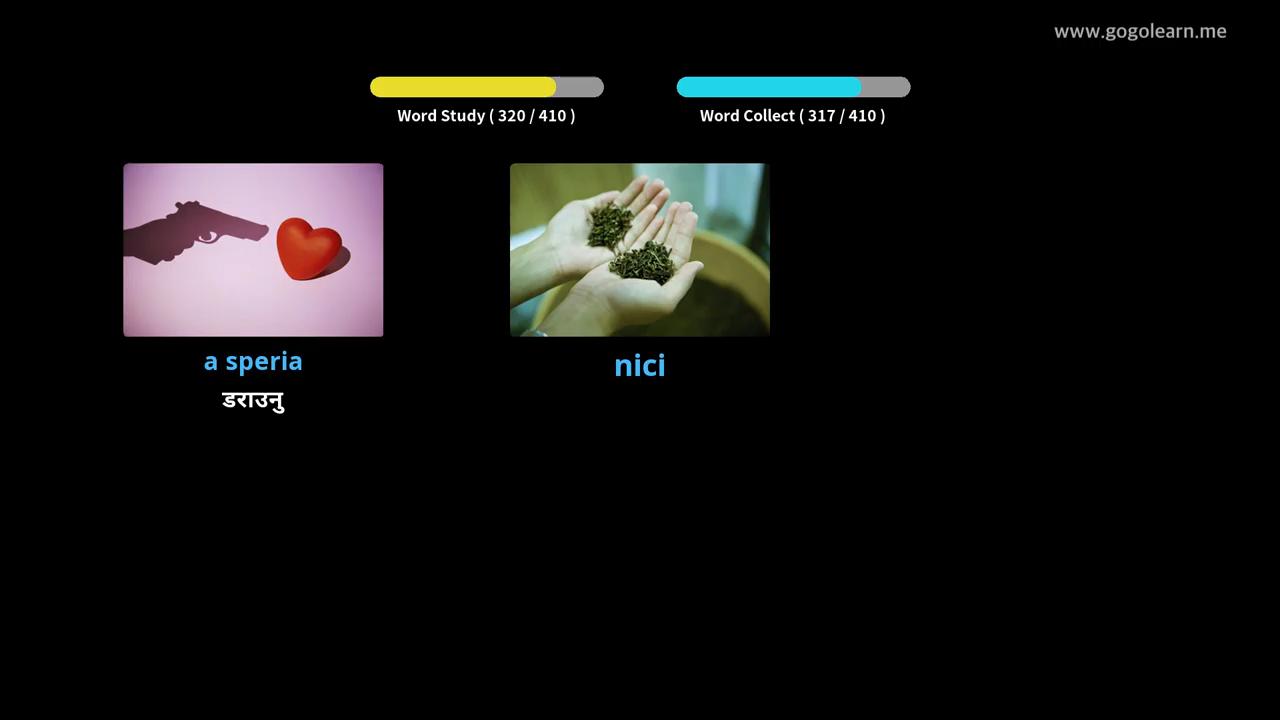 www.gogolearn.me
Word Study ( 320 / 410 )
Word Collect ( 317 / 410 )
a speria
डराउनु
nici